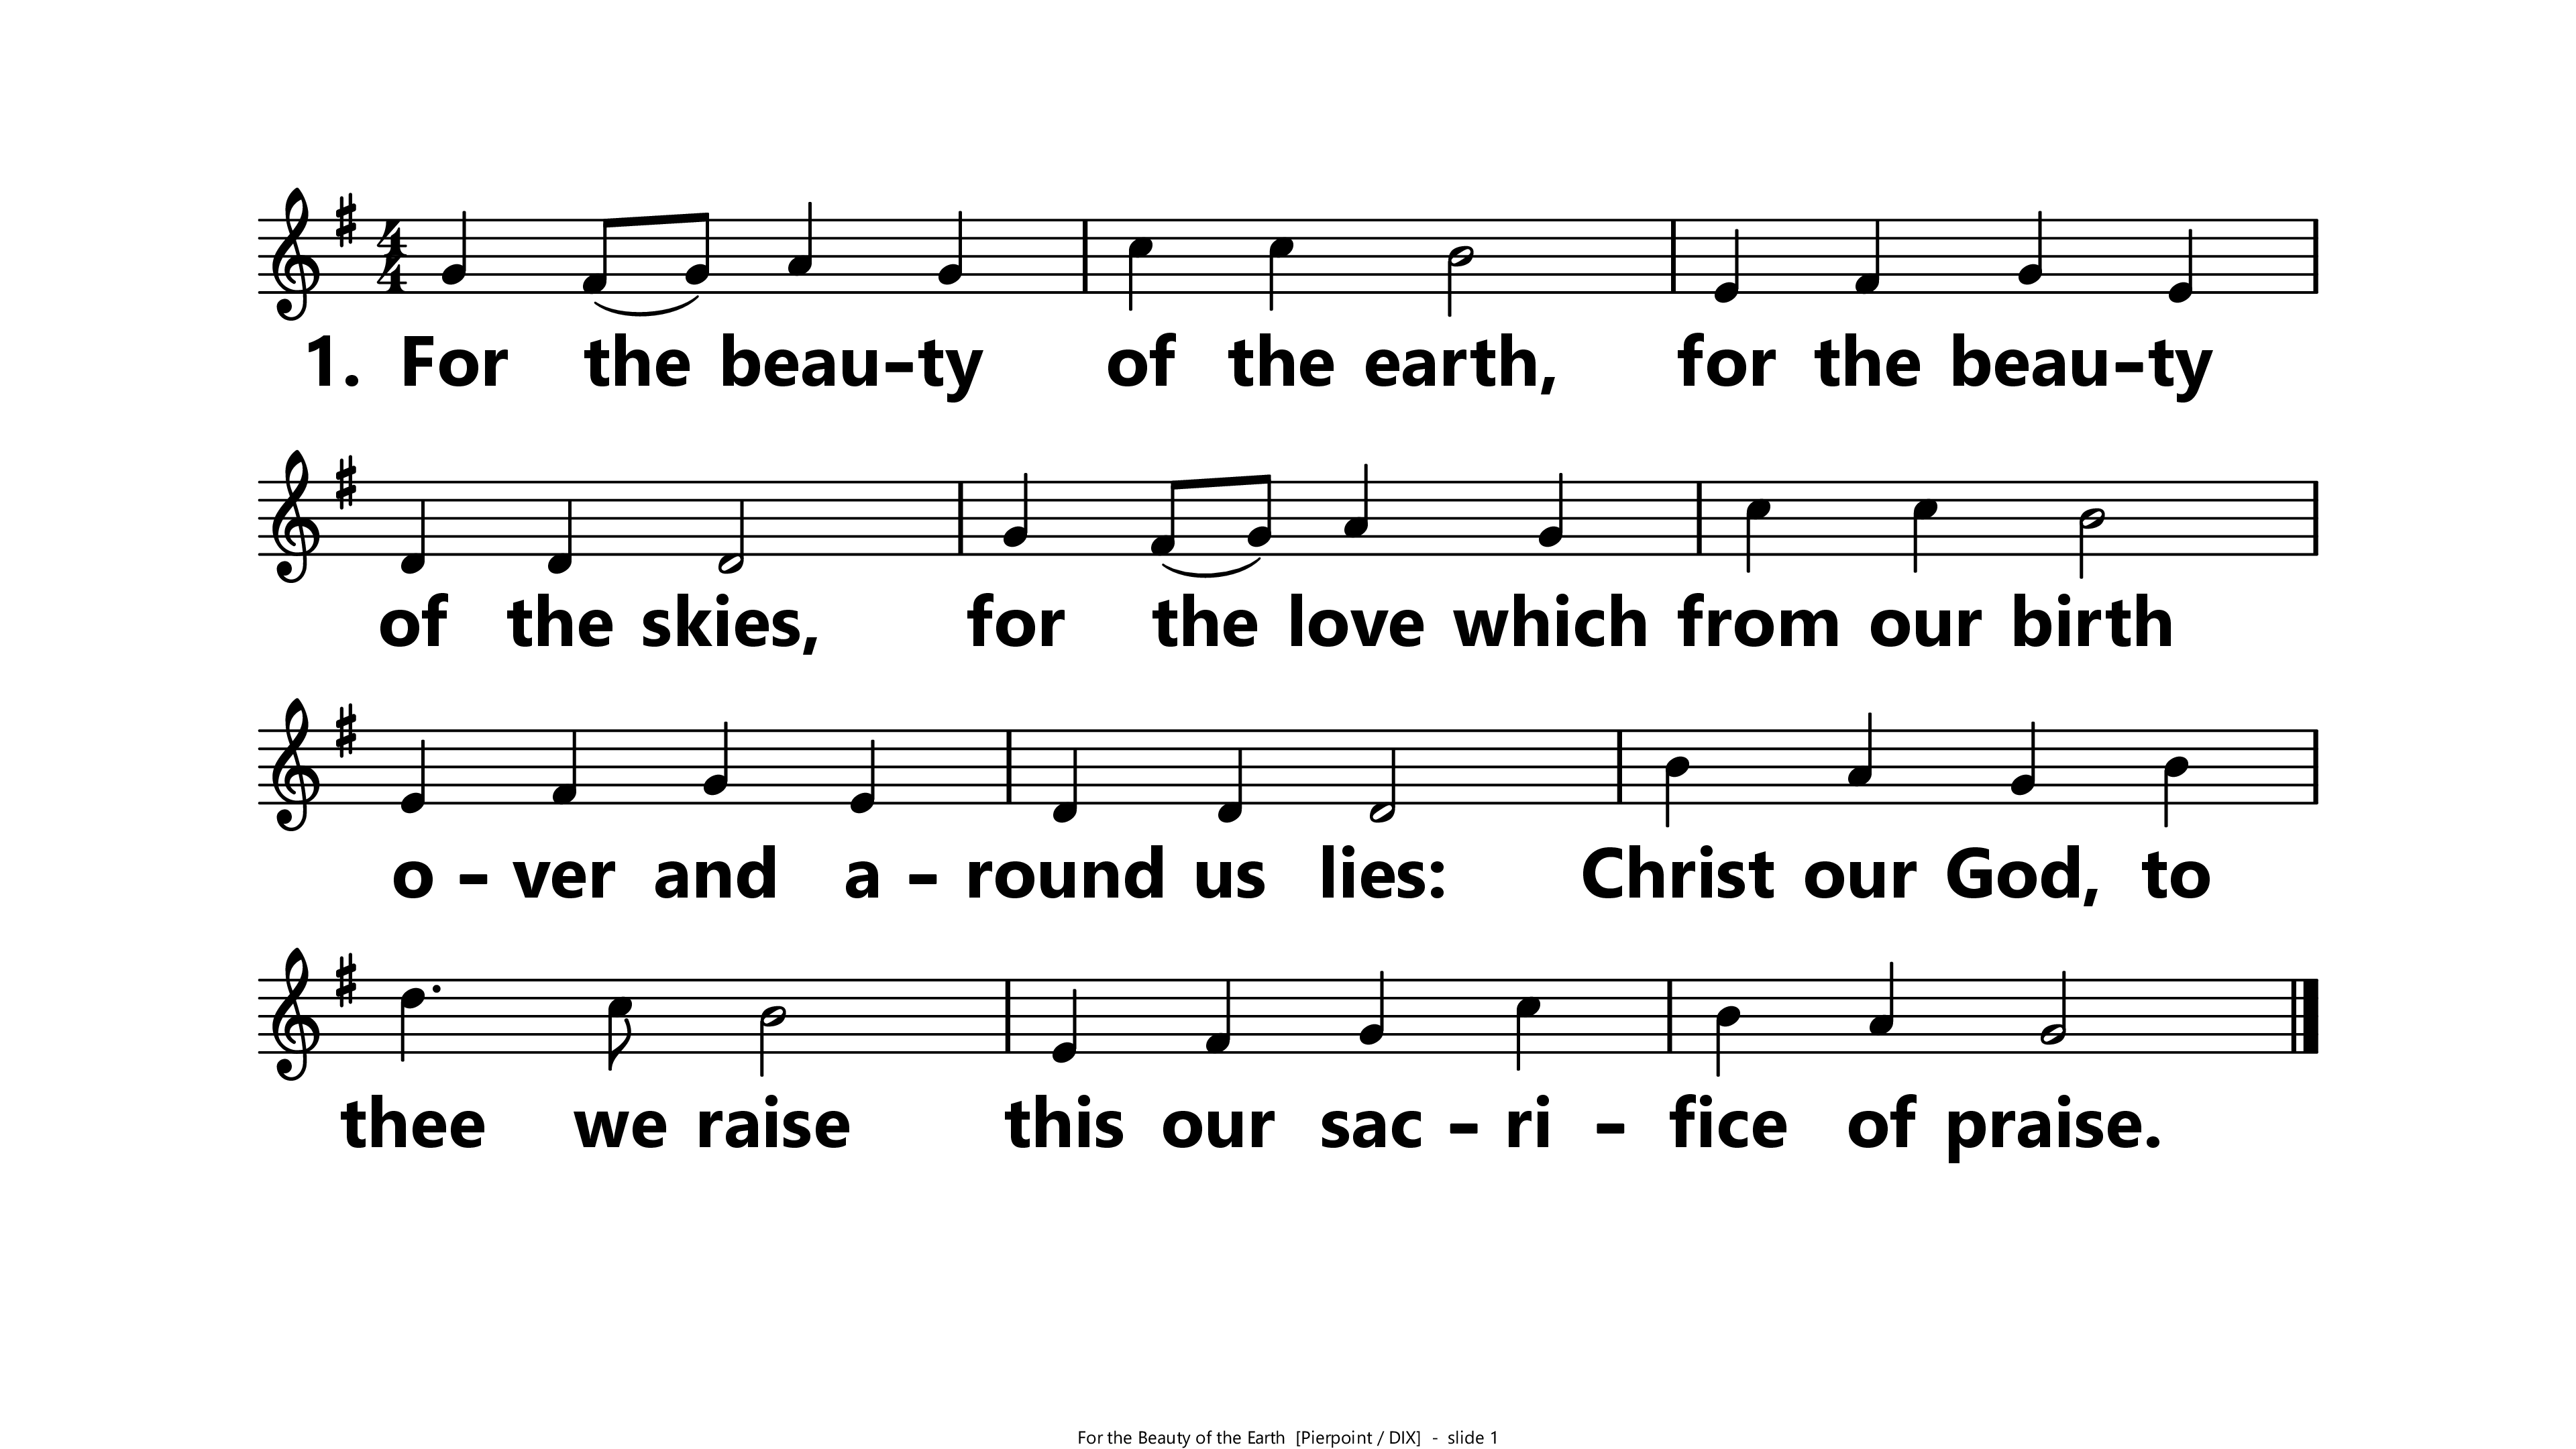 1. For the beau-ty of the earth, for the beau-ty
of the skies, for the love which from our birth
o - ver and a - round us lies: Christ our God, to
thee we raise this our sac - ri - fice of praise.
For the Beauty of the Earth [Pierpoint / DIX] - slide 1